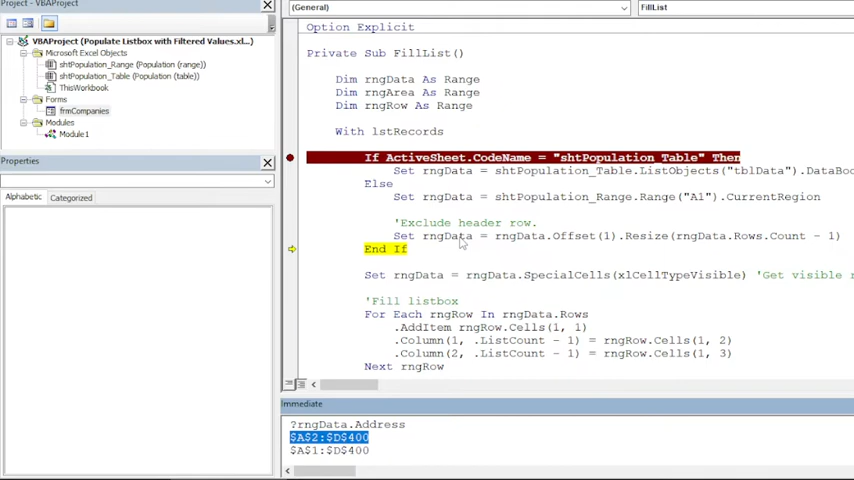 Project - VBAProject
VBAProject (Populate Listbox with Filtered Values.xl...)
Microsoft Excel Objects
shtPopulation_Range (Population (range))
shtPopulation_Table (Population (table))
ThisWorkbook
Forms
frmCompanies
Modules
Module1
Properties
Alphabetic
Categorized
(General)
FillList
Option Explicit
Private Sub FillList()
Dim rngData As Range
Dim rngArea As Range
Dim rngRow As Range
With lstRecords
If ActiveSheet.CodeName = "shtPopulation_Table" Then
Set rngData = shtPopulation_Table.ListObjects("tblData").DataBo
Else
Set rngData = shtPopulation_Range.Range("A1").CurrentRegion
'Exclude header row.
Set rngData = rngData.Offset(1).Resize(rngData.Rows.Count - 1)
End If
Set rngData = rngData.SpecialCells(xlCellTypeVisible) 'Get visible r
'Fill listbox
For Each rngRow In rngData.Rows
.AddItem rngRow.Cells(1, 1)
.Column(1, .ListCount - 1) = rngRow.Cells(1, 2)
.Column(2, .ListCount - 1) = rngRow.Cells(1, 3)
Next rngRow
Immediate
?rngData.Address
$A$2:$D$400
$A$1:$D$400